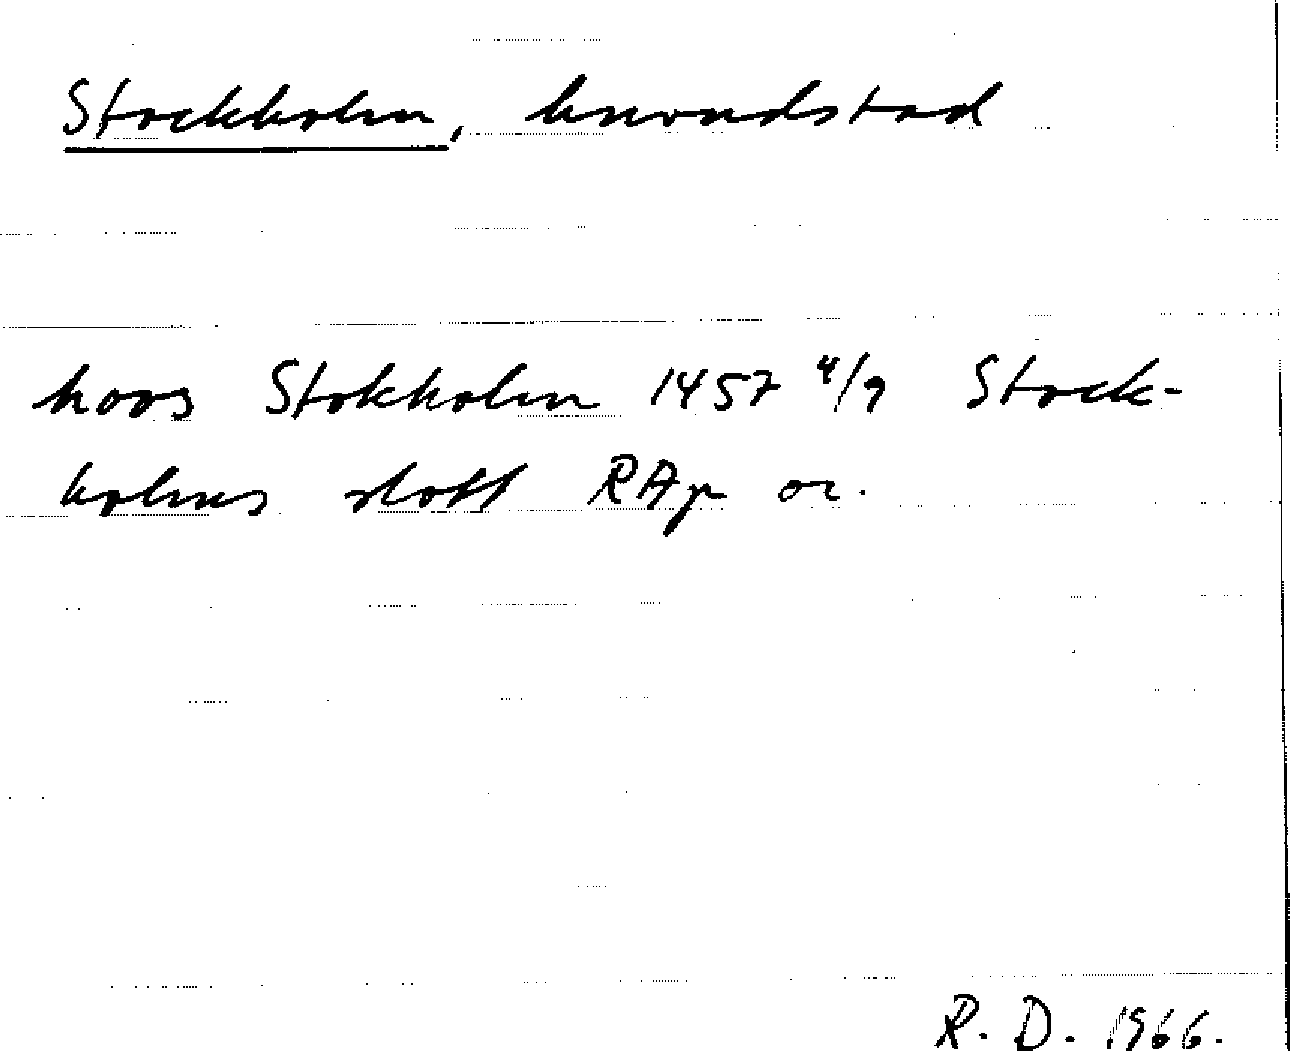 Stockholm, huvudstad
hoos Stokholm 1457 4/9 Stock-
holms slott RAp or.
R. D. 1966.